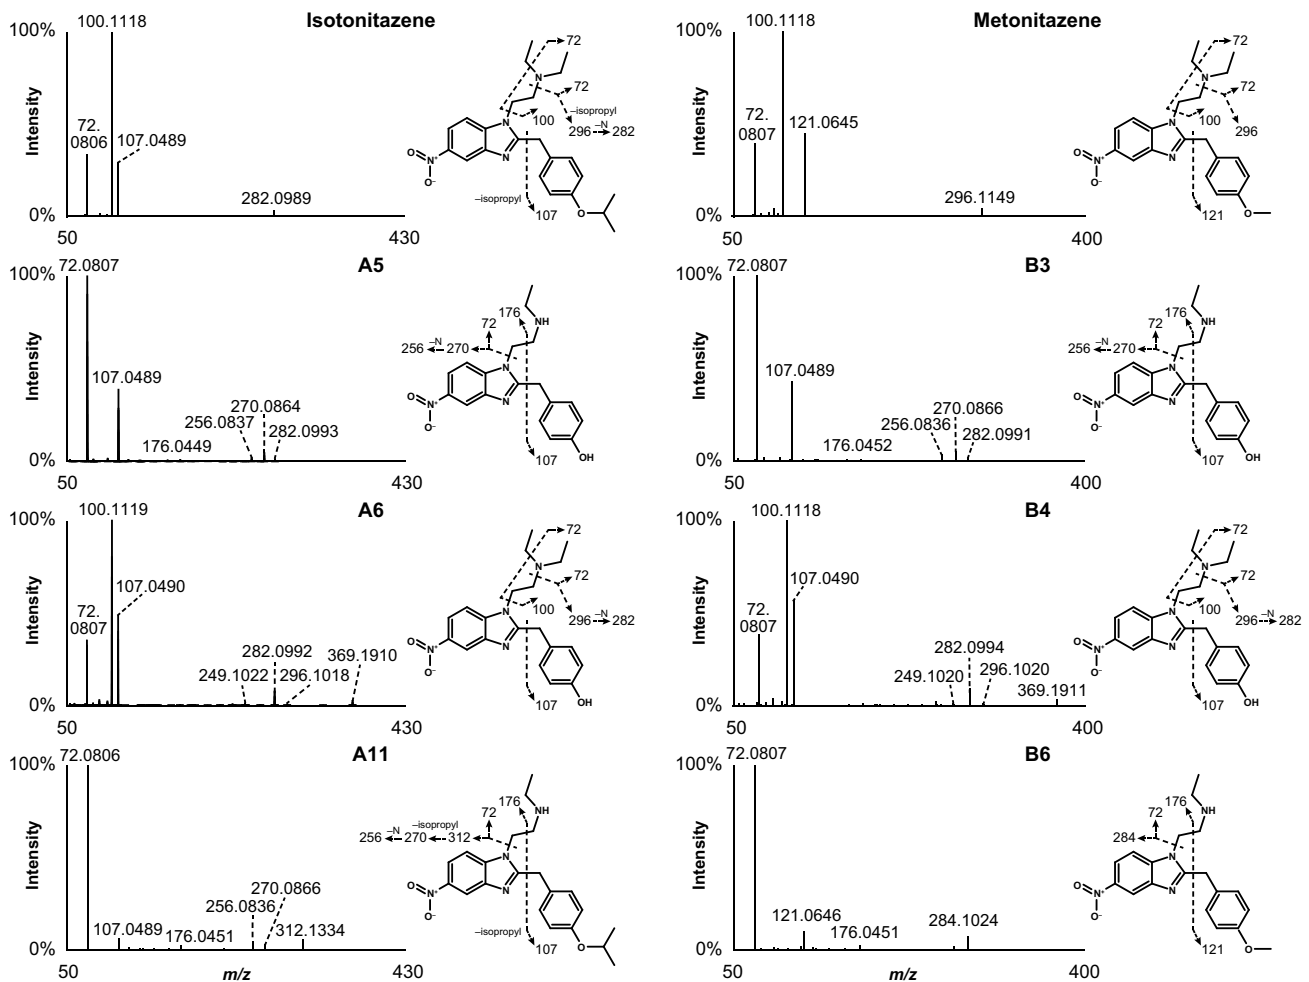 Isotonitazene
100%
100.1118
Intensity
72.
0806
107.0489
282.0989
0%
50
430
72
72
–isopropyl
100
296 –N 282
–isopropyl
107
N
N
N
O
N+
O-
O
Metonitazene
100%
100.1118
Intensity
72.
0807
121.0645
296.1149
0%
50
400
72
72
100
296
121
N
N
N
O
N+
O-
O
A5
100%
72.0807
Intensity
107.0489
176.0449
256.0837
270.0864
282.0993
0%
50
430
176
72
256 –N 270
107
NH
N
N
O
N+
O-
OH
B3
100%
72.0807
Intensity
107.0489
176.0452
256.0836
270.0866
282.0991
0%
50
400
176
72
256 –N 270
107
NH
N
N
O
N+
O-
OH
A6
100%
100.1119
Intensity
72.
0807
107.0490
249.1022
282.0992
296.1018
369.1910
0%
50
430
72
72
100
296 –N 282
107
N
N
N
O
N+
O-
OH
B4
100%
100.1118
Intensity
72.
0807
107.0490
249.1020
282.0994
296.1020
369.1911
0%
50
400
72
72
100
296 –N 282
107
N
N
N
O
N+
O-
OH
A11
100%
72.0806
Intensity
107.0489
176.0451
256.0836
270.0866
312.1334
0%
50
m/z
430
176
72
–isopropyl
256 –N 270 312
–isopropyl
107
NH
N
N
O
N+
O-
O
B6
100%
72.0807
Intensity
121.0646
176.0451
284.1024
0%
50
m/z
400
176
72
284
121
NH
N
N
O
N+
O-
O